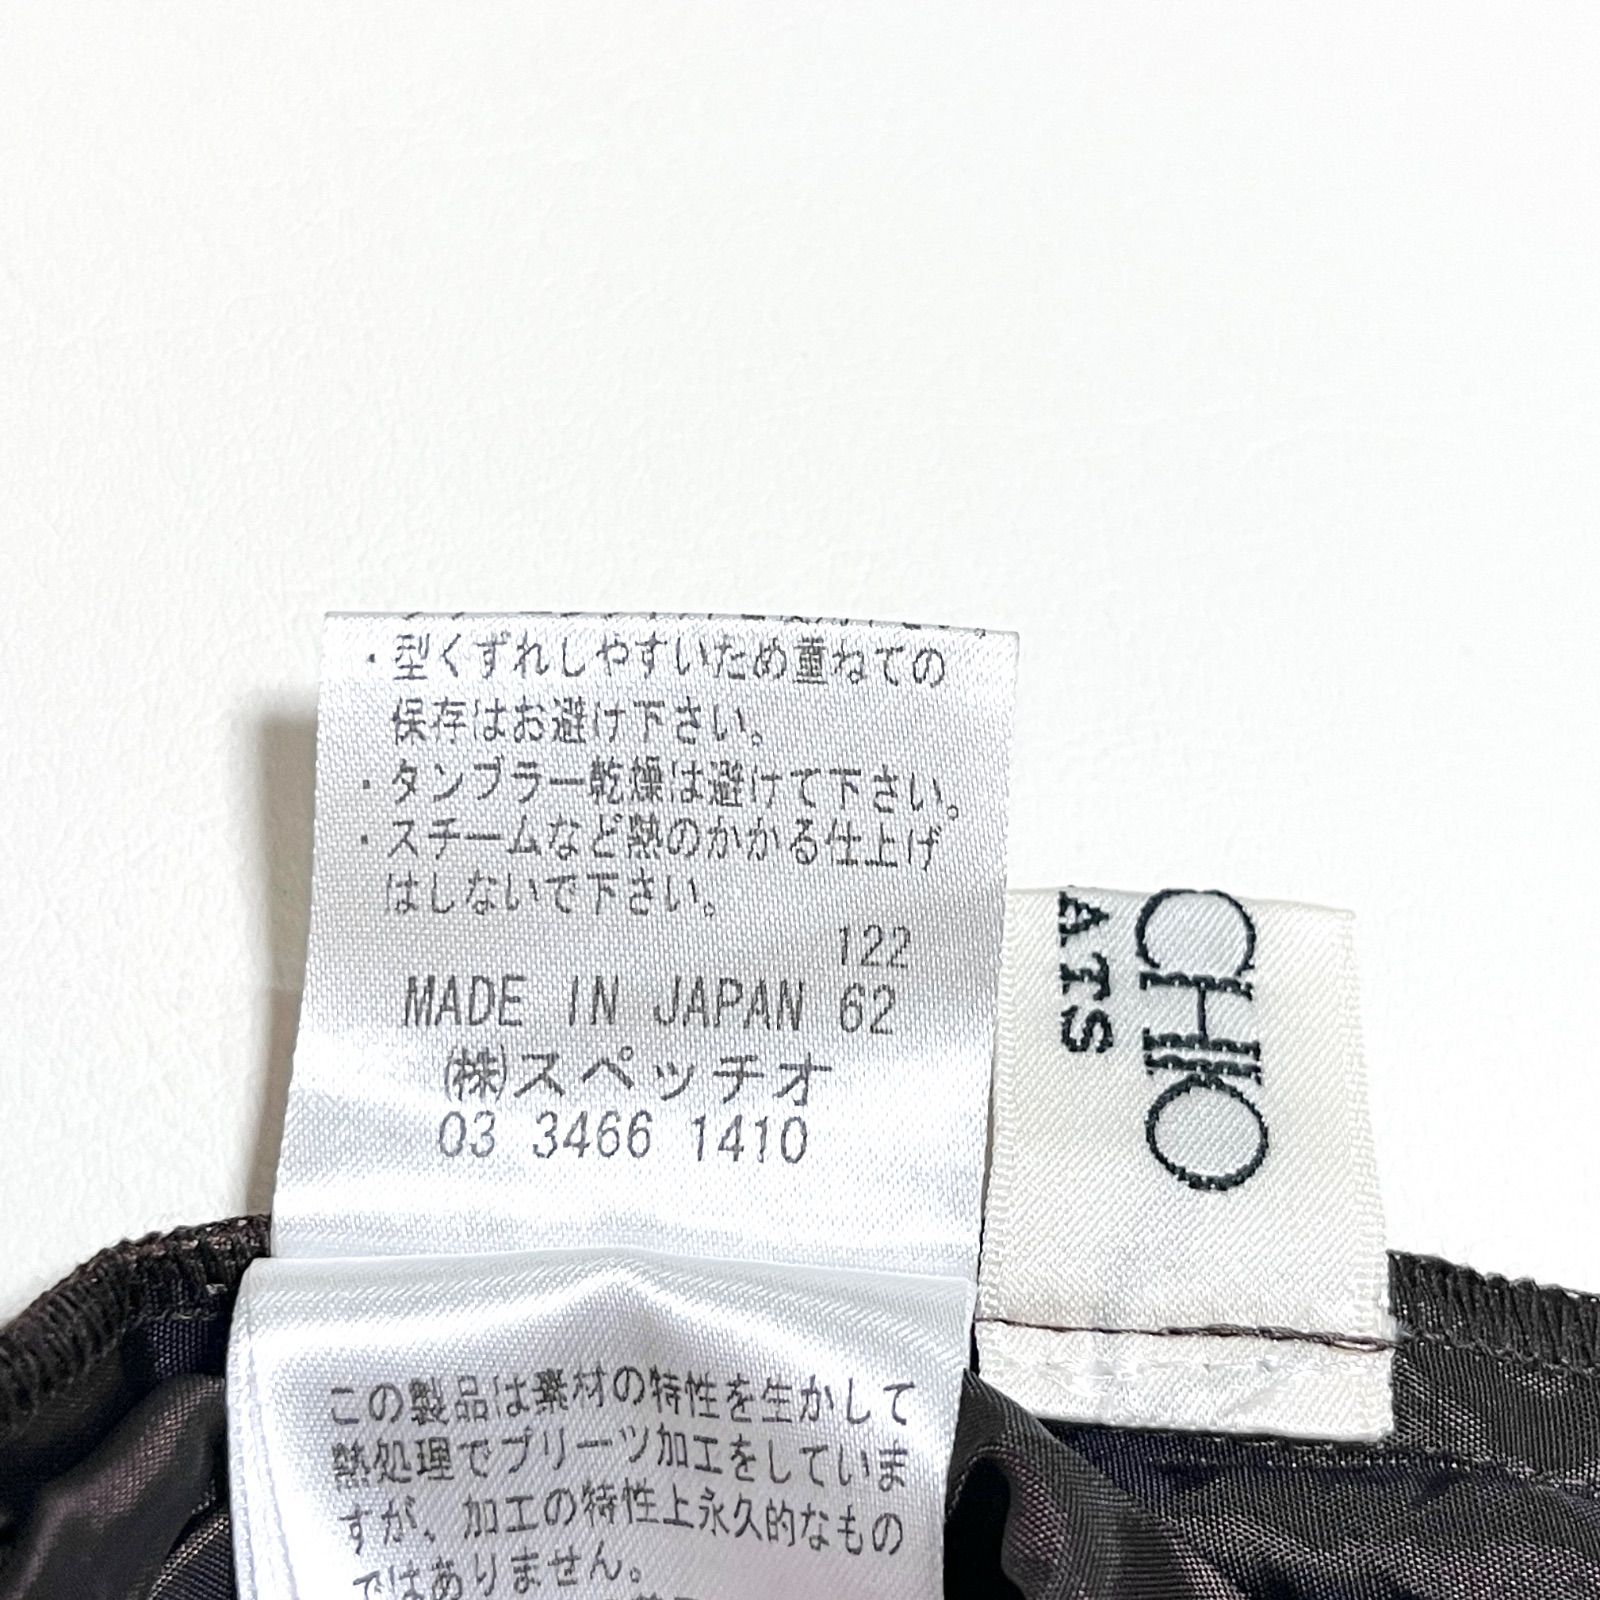 ・型くずれしやすいため重ねての
保存はお避け下さい。
・タンブラー乾燥は避けて下さい。
・スチームなど熱のかかる仕上げ
はしないで下さい。
122
MADE IN JAPAN 62
(株)スペッチオ
03 3466 1410
この製品は素材の特性を生かして
熱処理でプリーツ加工をしていま
すが、加工の特性上永久的なもの
ではありません。
CHIO
ATS